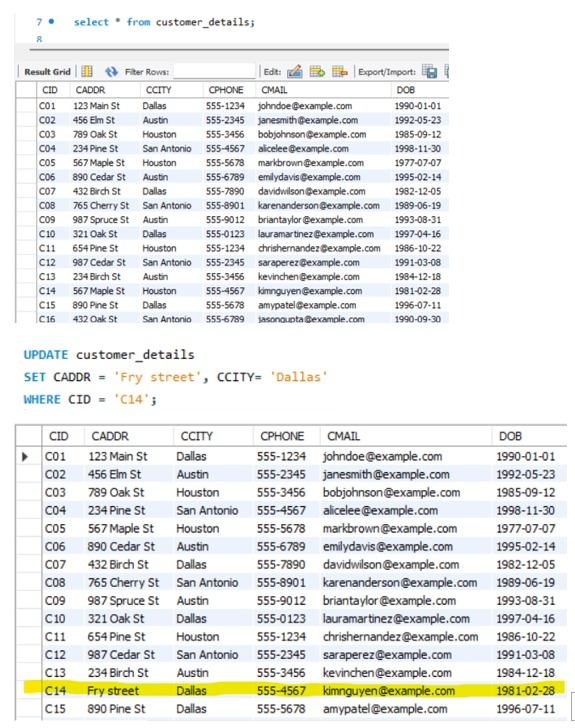 7 select * from customer_details;
8
Result Grid Filter Rows: Edit: Export/Import:
CID CADDR CCITY CPHONE CMAIL DOB
C01 123 Main St Dallas 555-1234 johndoe@example.com 1990-01-01
C02 456 Elm St Austin 555-2345 janesmith@example.com 1992-05-23
C03 789 Oak St Houston 555-3456 bobjohnson@example.com 1985-09-12
C04 234 Pine St San Antonio 555-4567 alicelee@example.com 1998-11-30
C05 567 Maple St Houston 555-5678 markbrown@example.com 1977-07-07
C06 890 Cedar St Austin 555-6789 emilydavis@example.com 1995-02-14
C07 432 Birch St Dallas 555-7890 davidwilson@example.com 1982-12-05
C08 765 Cherry St San Antonio 555-8901 karenanderson@example.com 1989-06-19
C09 987 Spruce St Austin 555-9012 briantaylor@example.com 1993-08-31
C10 321 Oak St Dallas 555-0123 lauramartinez@example.com 1997-04-16
C11 654 Pine St Houston 555-1234 chrishernandez@example.com 1986-10-22
C12 987 Cedar St San Antonio 555-2345 saraperez@example.com 1991-03-08
C13 234 Birch St Austin 555-3456 kevinchen@example.com 1984-12-18
C14 567 Maple St Houston 555-4567 kimnguyen@example.com 1981-02-28
C15 890 Pine St Dallas 555-5678 amypatel@example.com 1996-07-11
C16 432 Oak St San Antonio 555-6789 jasongupta@example.com 1990-09-30
UPDATE customer_details
SET CADDR = 'Fry street', CCITY= 'Dallas'
WHERE CID = 'C14';
CID CADDR CCITY CPHONE CMAIL DOB
C01 123 Main St Dallas 555-1234 johndoe@example.com 1990-01-01
C02 456 Elm St Austin 555-2345 janesmith@example.com 1992-05-23
C03 789 Oak St Houston 555-3456 bobjohnson@example.com 1985-09-12
C04 234 Pine St San Antonio 555-4567 alicelee@example.com 1998-11-30
C05 567 Maple St Houston 555-5678 markbrown@example.com 1977-07-07
C06 890 Cedar St Austin 555-6789 emilydavis@example.com 1995-02-14
C07 432 Birch St Dallas 555-7890 davidwilson@example.com 1982-12-05
C08 765 Cherry St San Antonio 555-8901 karenanderson@example.com 1989-06-19
C09 987 Spruce St Austin 555-9012 briantaylor@example.com 1993-08-31
C10 321 Oak St Dallas 555-0123 lauramartinez@example.com 1997-04-16
C11 654 Pine St Houston 555-1234 chrishernandez@example.com 1986-10-22
C12 987 Cedar St San Antonio 555-2345 saraperez@example.com 1991-03-08
C13 234 Birch St Austin 555-3456 kevinchen@example.com 1984-12-18
C14 Fry street Dallas 555-4567 kimnguyen@example.com 1981-02-28
C15 890 Pine St Dallas 555-5678 amypatel@example.com 1996-07-11